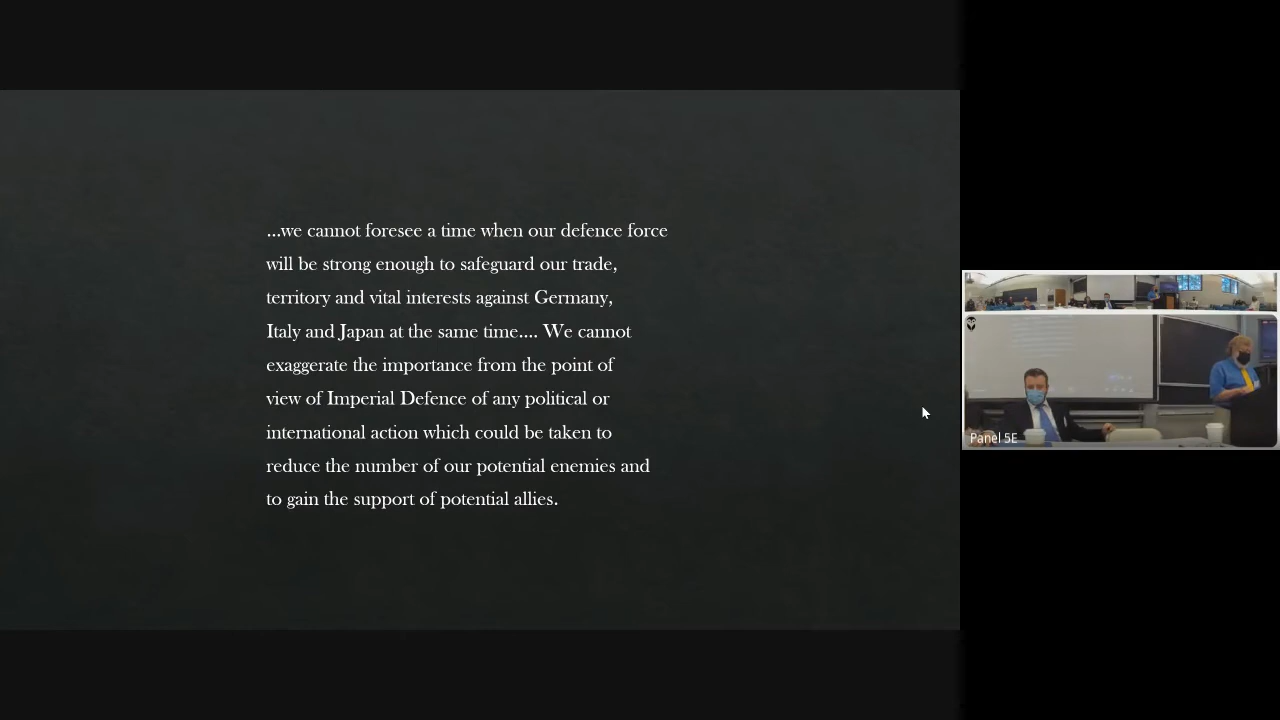 ...we cannot foresee a time when our defence force
will be strong enough to safeguard our trade,
territory and vital interests against Germany,
Italy and Japan at the same time.... We cannot
exaggerate the importance from the point of
view of Imperial Defence of any political or
international action which could be taken to
reduce the number of our potential enemies and
to gain the support of potential allies.
Panel 5E